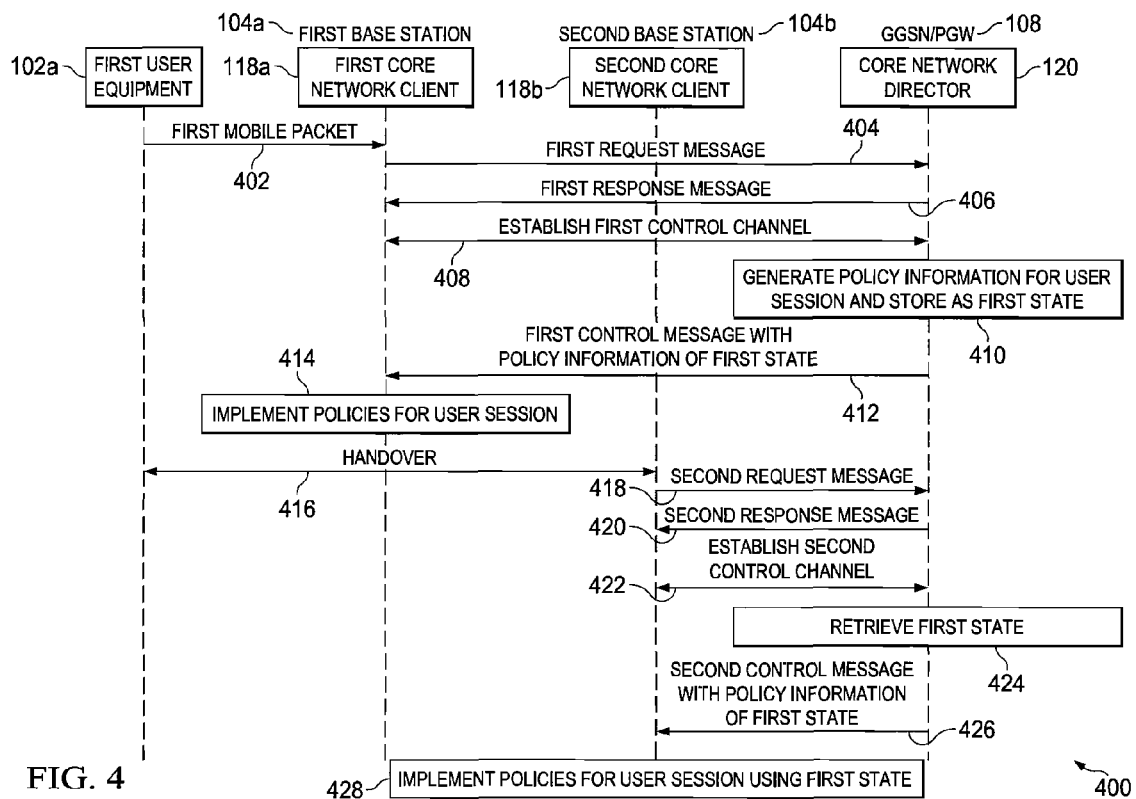 104a
FIRST BASE STATION
SECOND BASE STATION
104b
GGSN/PGW
108
102a
FIRST USER
EQUIPMENT
118a
FIRST CORE
NETWORK CLIENT
118b
SECOND CORE
NETWORK CLIENT
CORE NETWORK
DIRECTOR
120
FIRST MOBILE PACKET
402
FIRST REQUEST MESSAGE
404
FIRST RESPONSE MESSAGE
406
ESTABLISH FIRST CONTROL CHANNEL
408
GENERATE POLICY INFORMATION FOR USER
SESSION AND STORE AS FIRST STATE
410
FIRST CONTROL MESSAGE WITH
POLICY INFORMATION OF FIRST STATE
412
414
IMPLEMENT POLICIES FOR USER SESSION
HANDOVER
416
SECOND REQUEST MESSAGE
418
SECOND RESPONSE MESSAGE
420
ESTABLISH SECOND
CONTROL CHANNEL
422
RETRIEVE FIRST STATE
424
SECOND CONTROL MESSAGE
WITH POLICY INFORMATION
OF FIRST STATE
426
FIG. 4
428
IMPLEMENT POLICIES FOR USER SESSION USING FIRST STATE
400